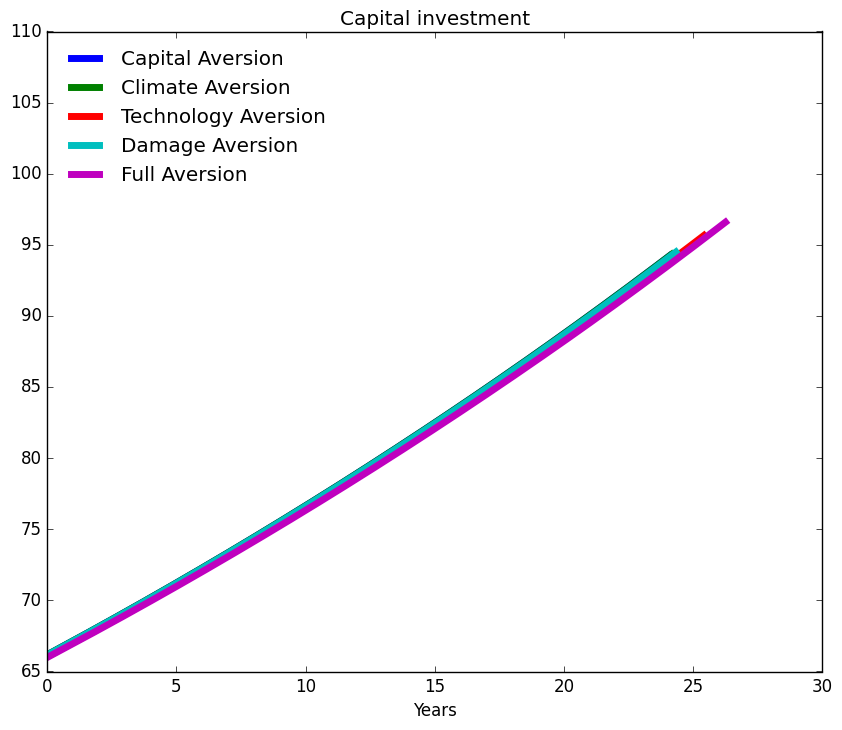 Capital investment
110
105
100
95
90
85
80
75
70
65
Capital Aversion
Climate Aversion
Technology Aversion
Damage Aversion
Full Aversion
0 5 10 15 20 25 30
Years